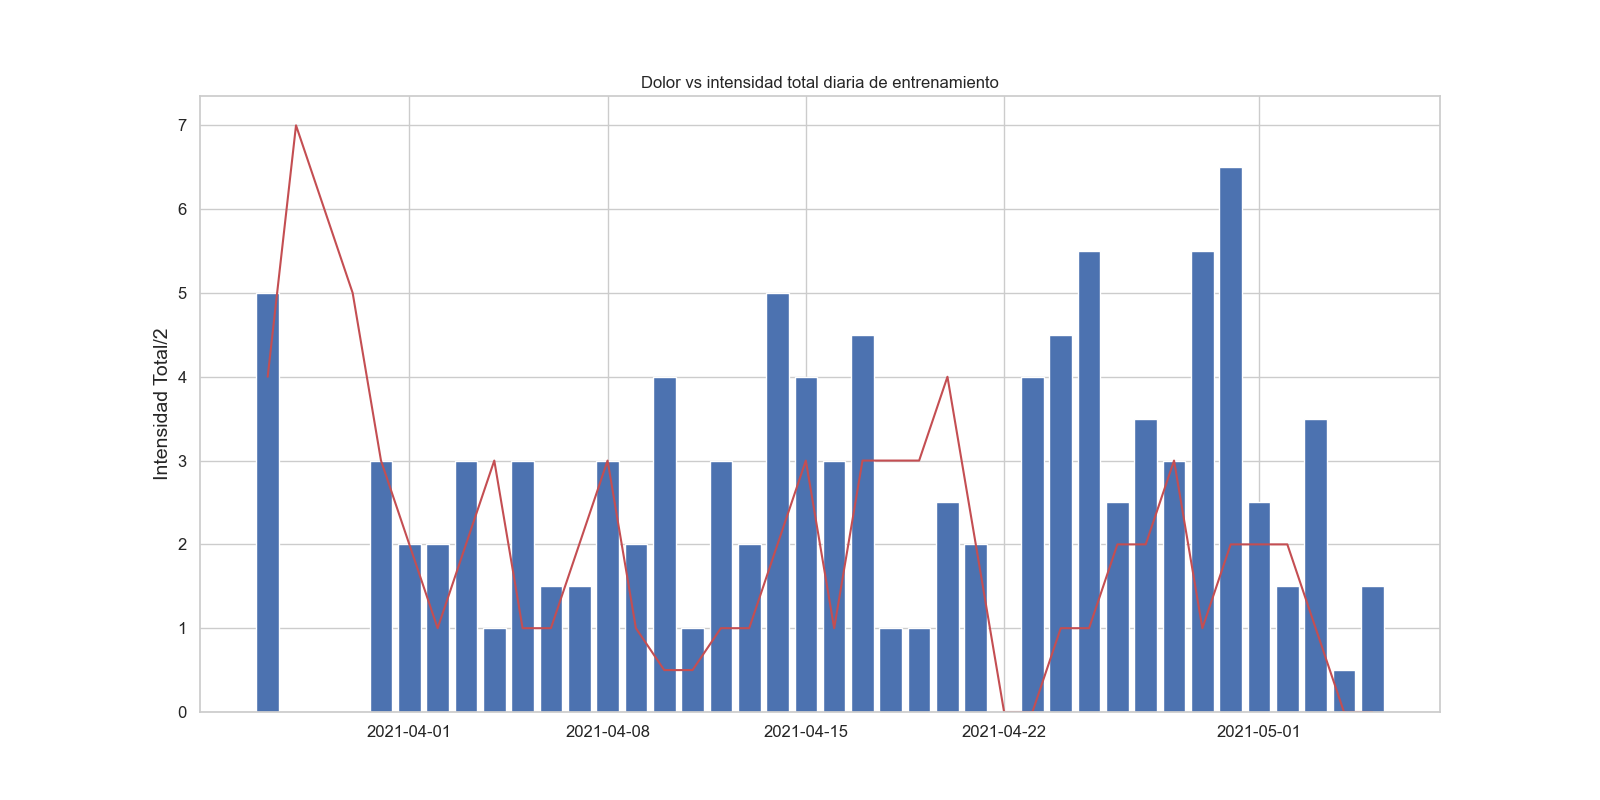 Dolor vs intensidad total diaria de entrenamiento
7
6
5
4
3
2
1
0
Intensidad Total/2
2021-04-01 2021-04-08 2021-04-15 2021-04-22 2021-05-01